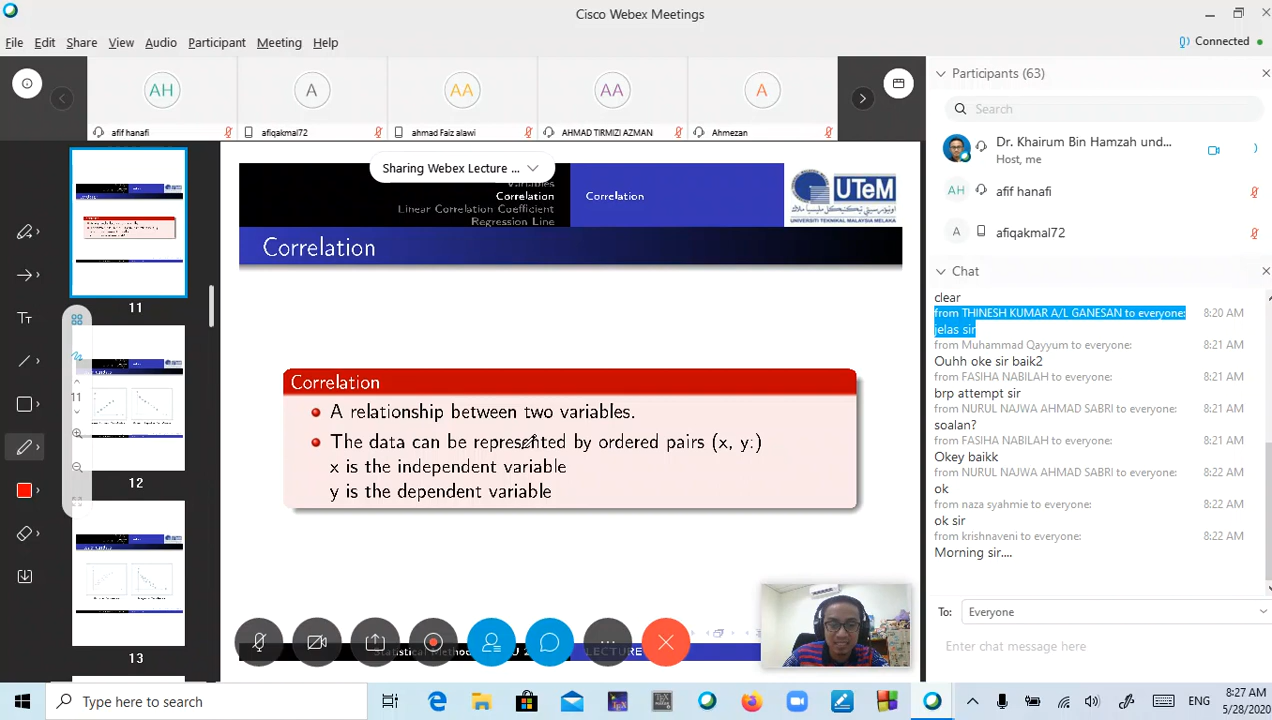 Cisco Webex Meetings
File Edit Share View Audio Participant Meeting Help
Connected
AH A AA AA A
afif hanafi afiqakmal72 ahmad Faiz alawi AHMAD TIRMIZI AZMAN Ahmezan
Sharing Webex Lecture ...
Variables
Correlation
Linear Correlation Coefficient
Regression Line
Correlation
UTeM
UNIVERSITI TEKNIKAL MALAYSIA MELAKA
Correlation
Correlation
A relationship between two variables.
The data can be represented by ordered pairs (x, y:)
x is the independent variable
y is the dependent variable
11
11
12
13
LECTURE
Participants (63)
Search
Dr. Khairum Bin Hamzah und...
Host, me
AH afif hanafi
A afiqakmal72
Chat
clear
from THINESH KUMAR A/L GANESAN to everyone: 8:20 AM
jelas sir
from Muhammad Qayyum to everyone: 8:21 AM
Ouhh oke sir baik2
from FASIHA NABILAH to everyone: 8:21 AM
brp attempt sir
from NURUL NAJWA AHMAD SABRI to everyone: 8:21 AM
soalan?
from FASIHA NABILAH to everyone: 8:21 AM
Okey baikk
from NURUL NAJWA AHMAD SABRI to everyone: 8:22 AM
ok
from naza syahmie to everyone: 8:22 AM
ok sir
from krishnaveni to everyone: 8:22 AM
Morning sir....
To: Everyone
Enter chat message here
Type here to search
ENG
8:27 AM
5/28/2020